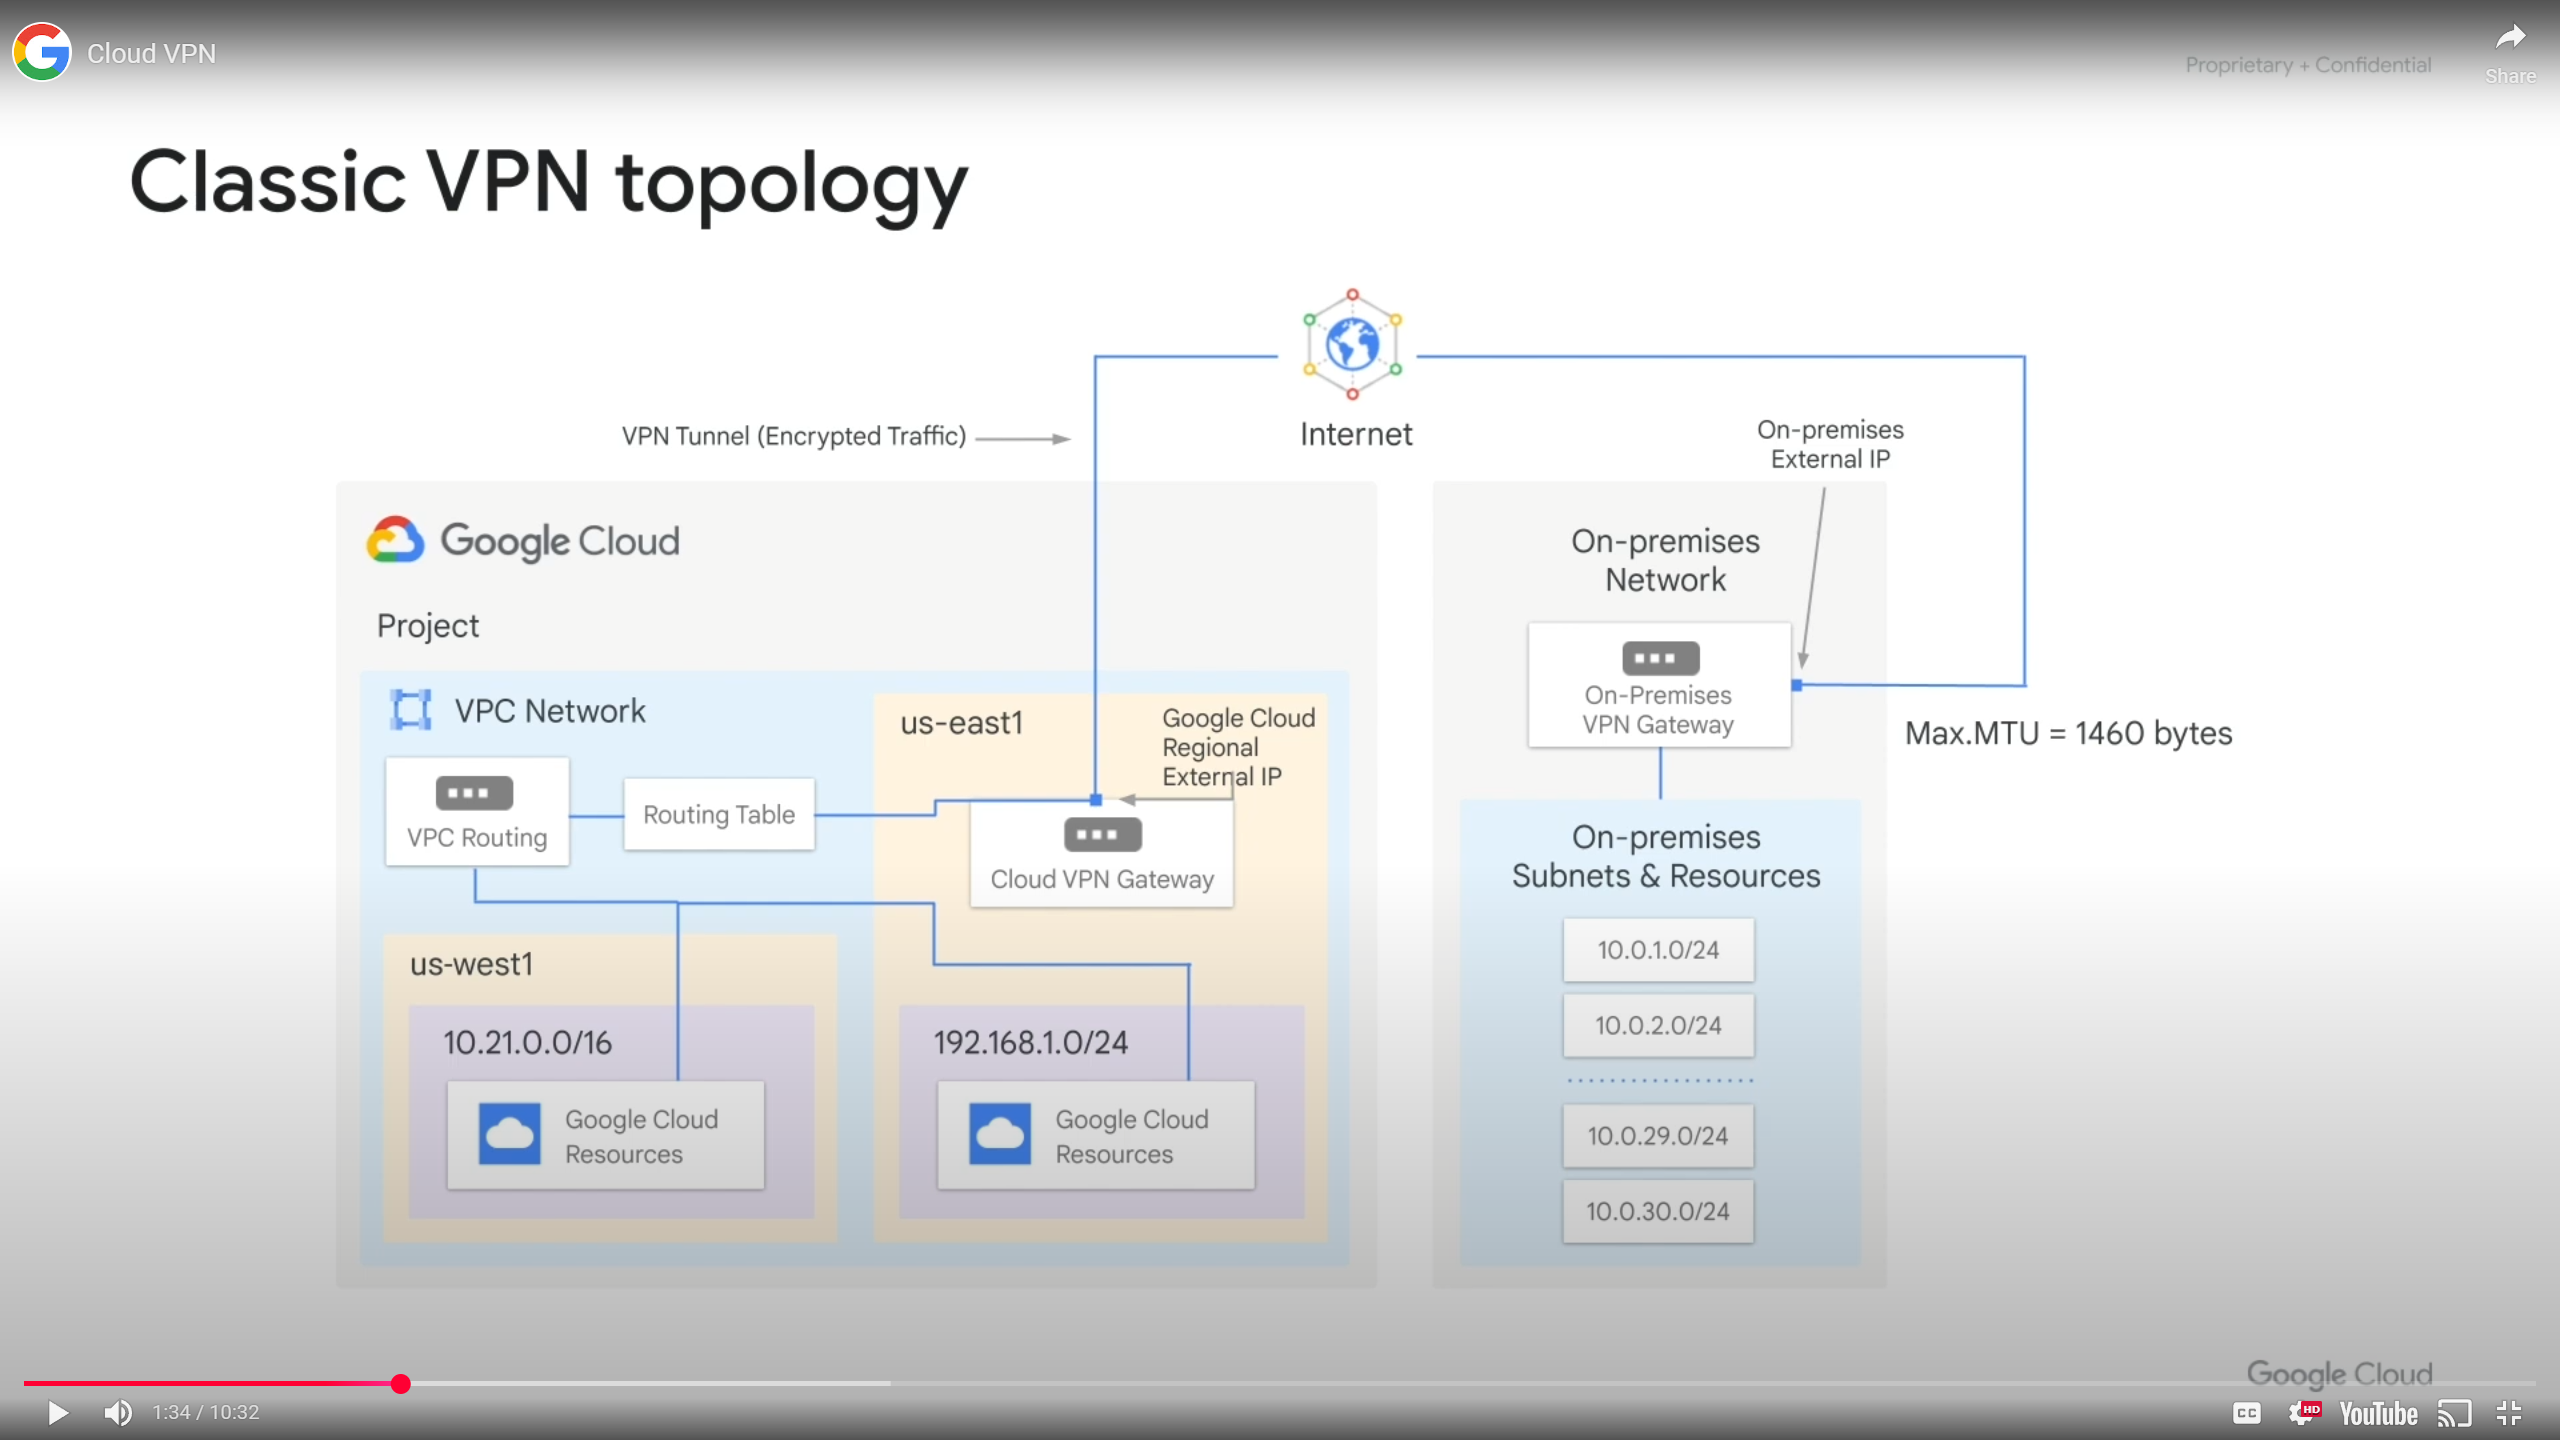 Cloud VPN
Proprietary + Confidential
Share
Classic VPN topology
VPN Tunnel (Encrypted Traffic)
Internet
On-premises
External IP
Google Cloud
Project
VPC Network
VPC Routing
Routing Table
us-east1
Google Cloud
Regional
External IP
Cloud VPN Gateway
us-west1
10.21.0.0/16
Google Cloud
Resources
192.168.1.0/24
Google Cloud
Resources
On-premises
Network
On-Premises
VPN Gateway
Max.MTU = 1460 bytes
On-premises
Subnets & Resources
10.0.1.0/24
10.0.2.0/24
10.0.29.0/24
10.0.30.0/24
Google Cloud
1:34 / 10:32
CC
HD
YouTube